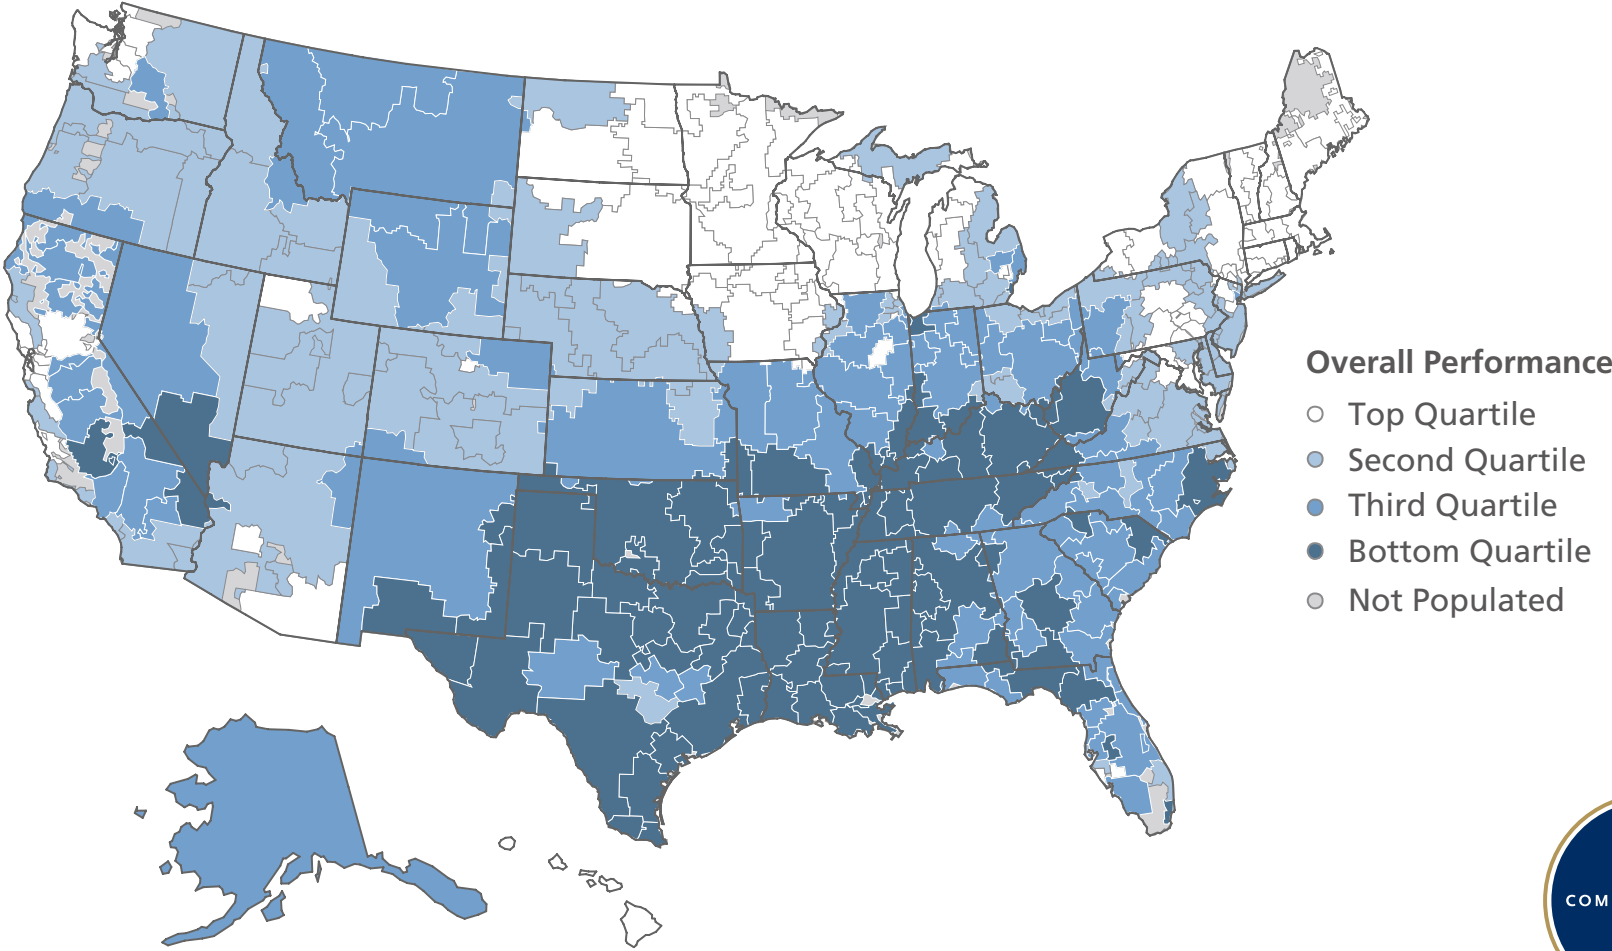 Overall Performance
Top Quartile
Second Quartile
Third Quartile
Bottom Quartile
Not Populated
COM